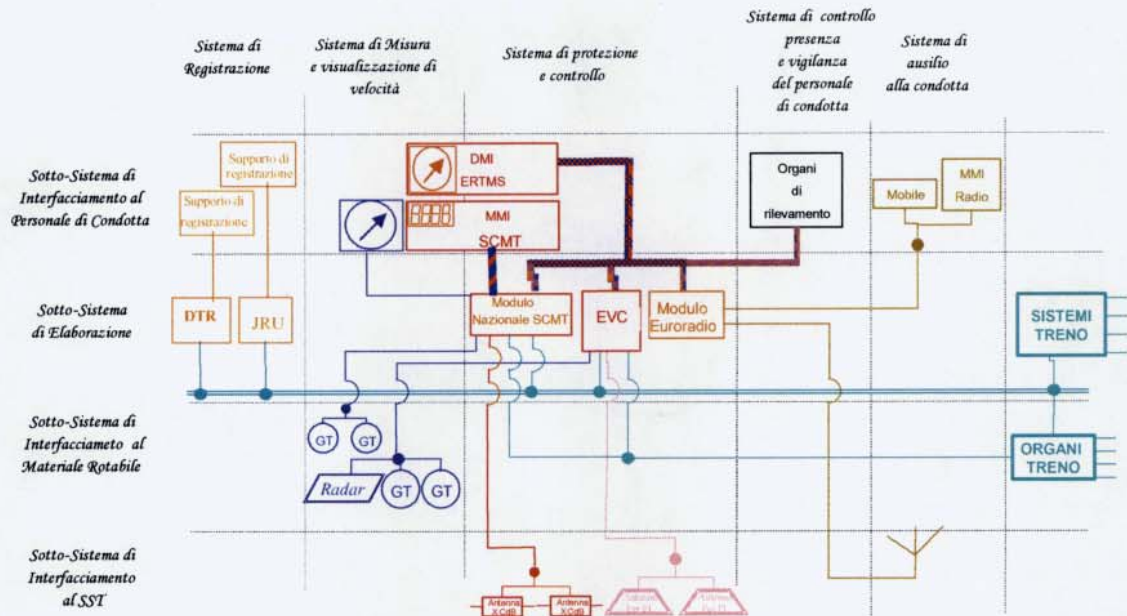 Sistema di
Registrazione
Sistema di Misura
e visualizzazione di
velocità
Sistema di protezione
e controllo
Sistema di controllo
presenza
e vigilanza
del personale
di condotta
Sistema di
ausilio
alla condotta
Sotto-Sistema di
Interfacciamento al
Personale di Condotta
Supporto di
registrazione
Supporto di
registrazione
DMI
ERTMS
MMI
SCMT
Organi
di
rilevamento
Mobile
MMI
Radio
Sotto-Sistema
di Elaborazione
DTR
JRU
Modulo
Nazionale SCMT
EVC
Modulo
Euroradio
SISTEMI
TRENO
Sotto-Sistema di
Interfacciameto al
Materiale Rotabile
GT
GT
Radar
GT
GT
ORGANI
TRENO
Sotto-Sistema di
Interfacciamento
al SST
Antenna
X CdB
Antenna
X CdB